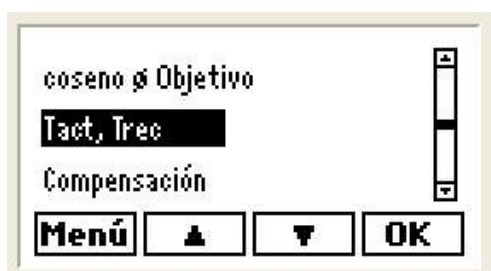 coseno ø Objetivo
Tact, Trec
Compensación
Menú ▲ ▼ OK